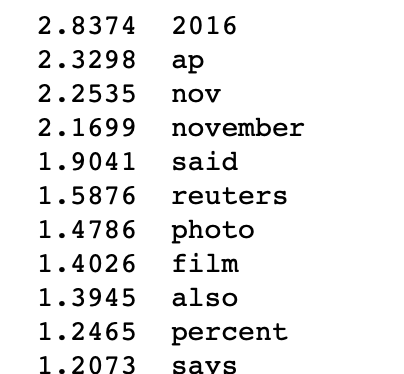 2.8374 2016
2.3298 ap
2.2535 nov
2.1699 november
1.9041 said
1.5876 reuters
1.4786 photo
1.4026 film
1.3945 also
1.2465 percent
1.2073 says